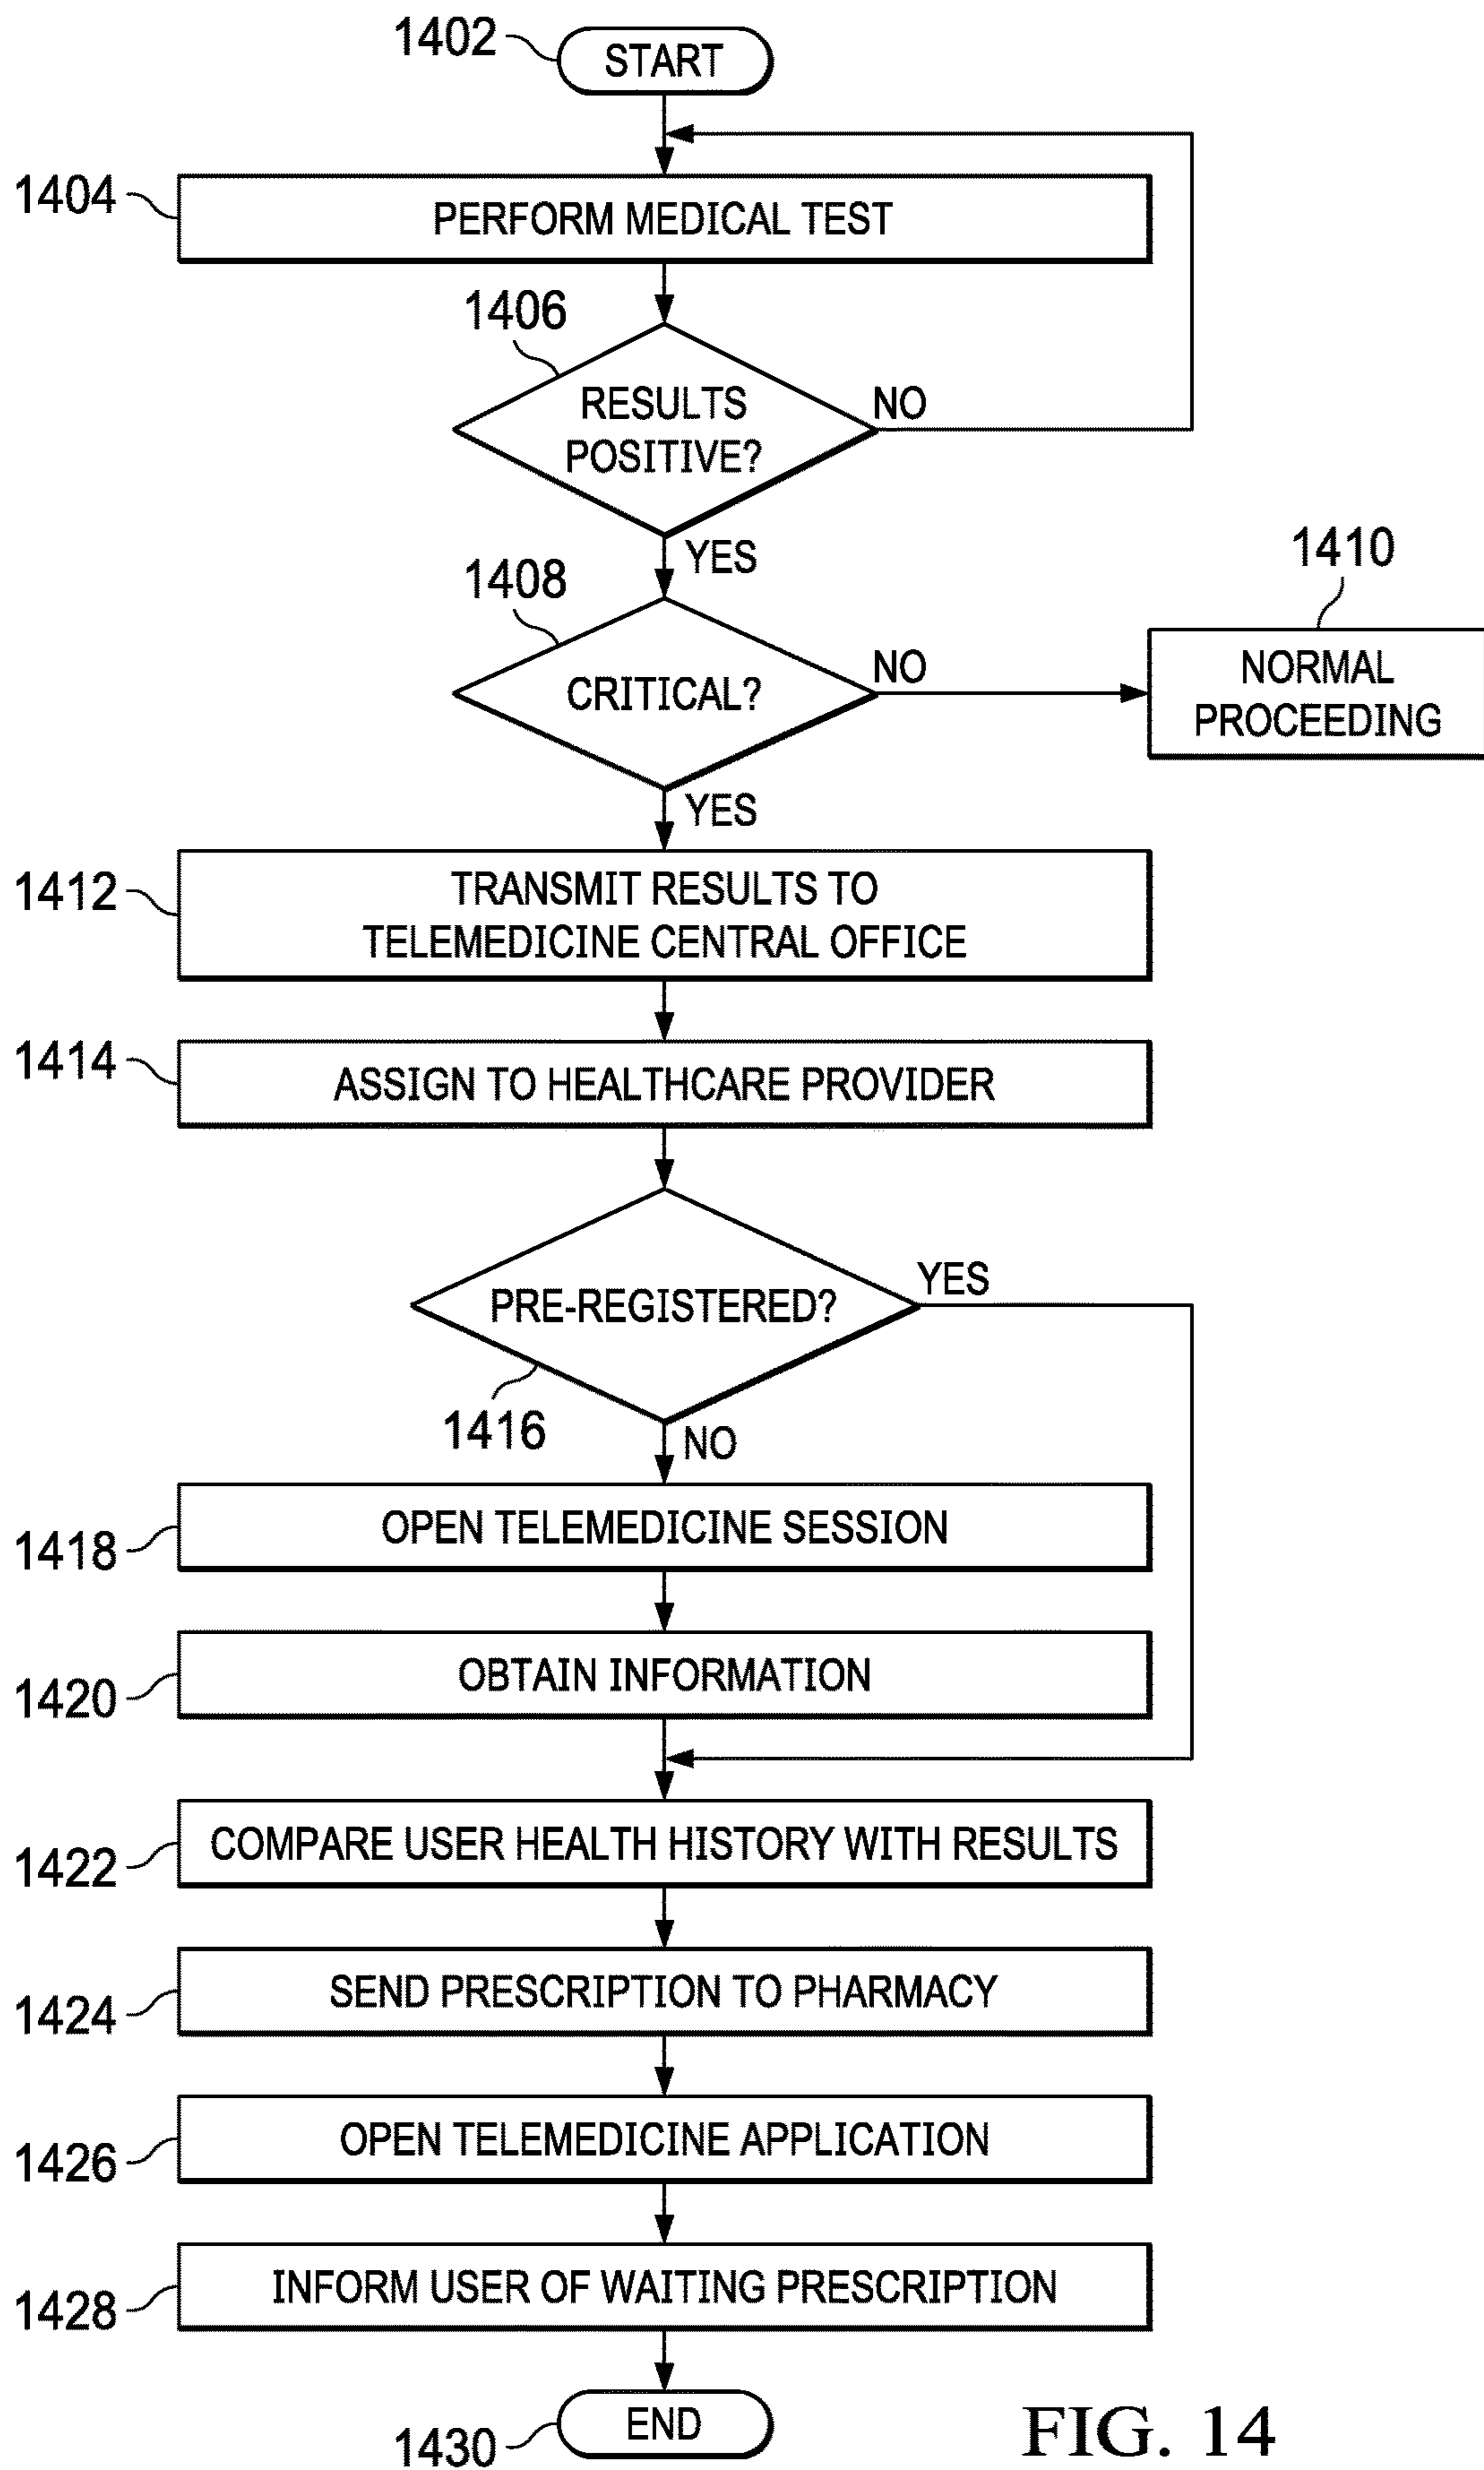 1402
START
1404
PERFORM MEDICAL TEST
1406
RESULTS
POSITIVE?
NO
YES
1408
CRITICAL?
NO
1410
NORMAL
PROCEEDING
YES
1412
TRANSMIT RESULTS TO
TELEMEDICINE CENTRAL OFFICE
1414
ASSIGN TO HEALTHCARE PROVIDER
PRE-REGISTERED?
YES
1416
NO
1418
OPEN TELEMEDICINE SESSION
1420
OBTAIN INFORMATION
1422
COMPARE USER HEALTH HISTORY WITH RESULTS
1424
SEND PRESCRIPTION TO PHARMACY
1426
OPEN TELEMEDICINE APPLICATION
1428
INFORM USER OF WAITING PRESCRIPTION
1430
END
FIG. 14